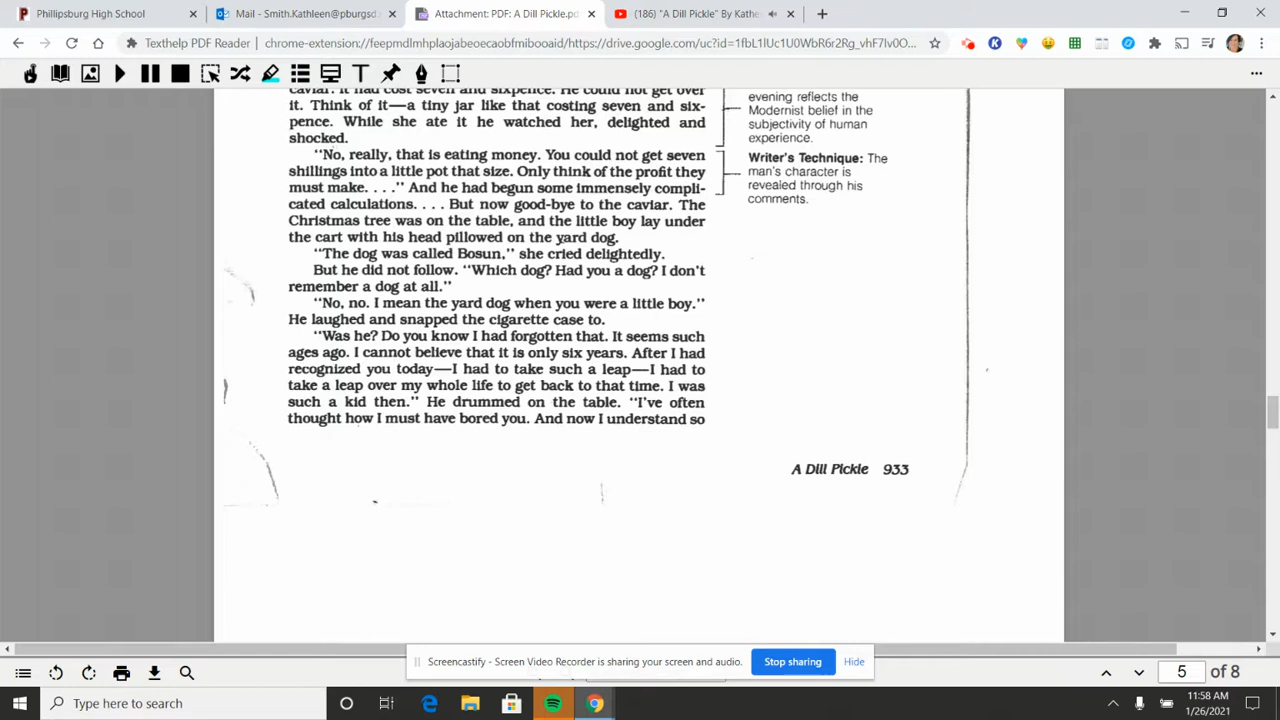 Phillipsburg High School
Mail - Smith.Kathleen@pburgsd.
Attachment: PDF: A Dill Pickle.pd
(186) "A Dill Pickle" By Kathe
Texthelp PDF Reader | chrome-extension://feepmdlmhplaojabeoecaobfmibooaid/https://drive.google.com/uc?id=1fbL1lUc1U0WbR6r2Rg_vhF7Iv0O...
caviar. It had cost seven and sixpence. He could not get over
it. Think of it—a tiny jar like that costing seven and six-
pence. While she ate it he watched her, delighted and
shocked.
"No, really, that is eating money. You could not get seven
shillings into a little pot that size. Only think of the profit they
must make. . . ." And he had begun some immensely compli-
cated calculations. . . . But now good-bye to the caviar. The
Christmas tree was on the table, and the little boy lay under
the cart with his head pillowed on the yard dog.
"The dog was called Bosun," she cried delightedly.
But he did not follow. "Which dog? Had you a dog? I don't
remember a dog at all."
"No, no. I mean the yard dog when you were a little boy."
He laughed and snapped the cigarette case to.
"Was he? Do you know I had forgotten that. It seems such
ages ago. I cannot believe that it is only six years. After I had
recognized you today—I had to take such a leap—I had to
take a leap over my whole life to get back to that time. I was
such a kid then." He drummed on the table. "I've often
thought how I must have bored you. And now I understand so
evening reflects the
Modernist belief in the
subjectivity of human
experience.
Writer's Technique: The
man's character is
revealed through his
comments.
A Dill Pickle 933
Screencastify - Screen Video Recorder is sharing your screen and audio.
Stop sharing
Hide
5 of 8
Type here to search
11:58 AM
1/26/2021